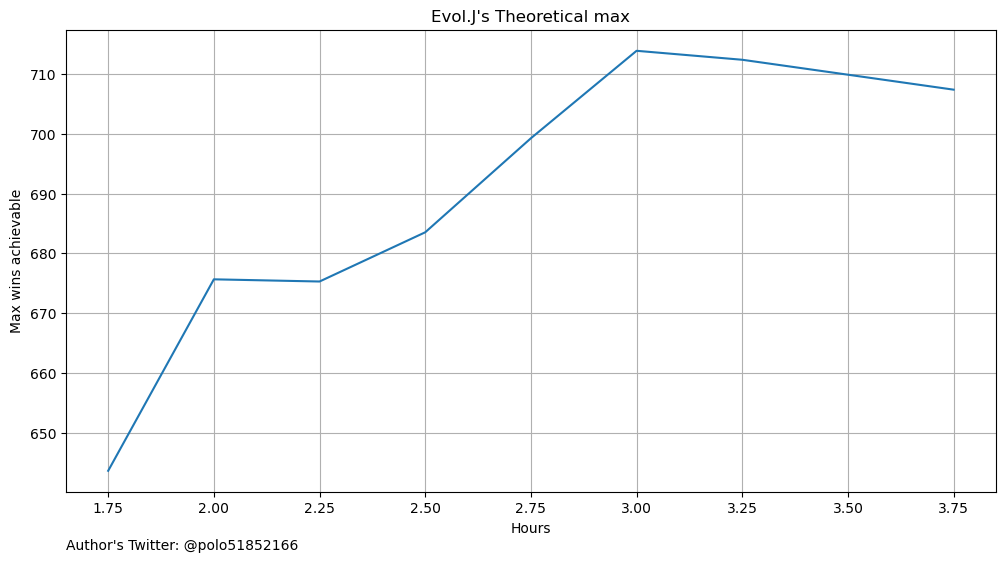 Evol.J's Theoretical max
Max wins achievable
710
700
690
680
670
660
650
1.75 2.00 2.25 2.50 2.75 3.00 3.25 3.50 3.75
Hours
Author's Twitter: @polo51852166